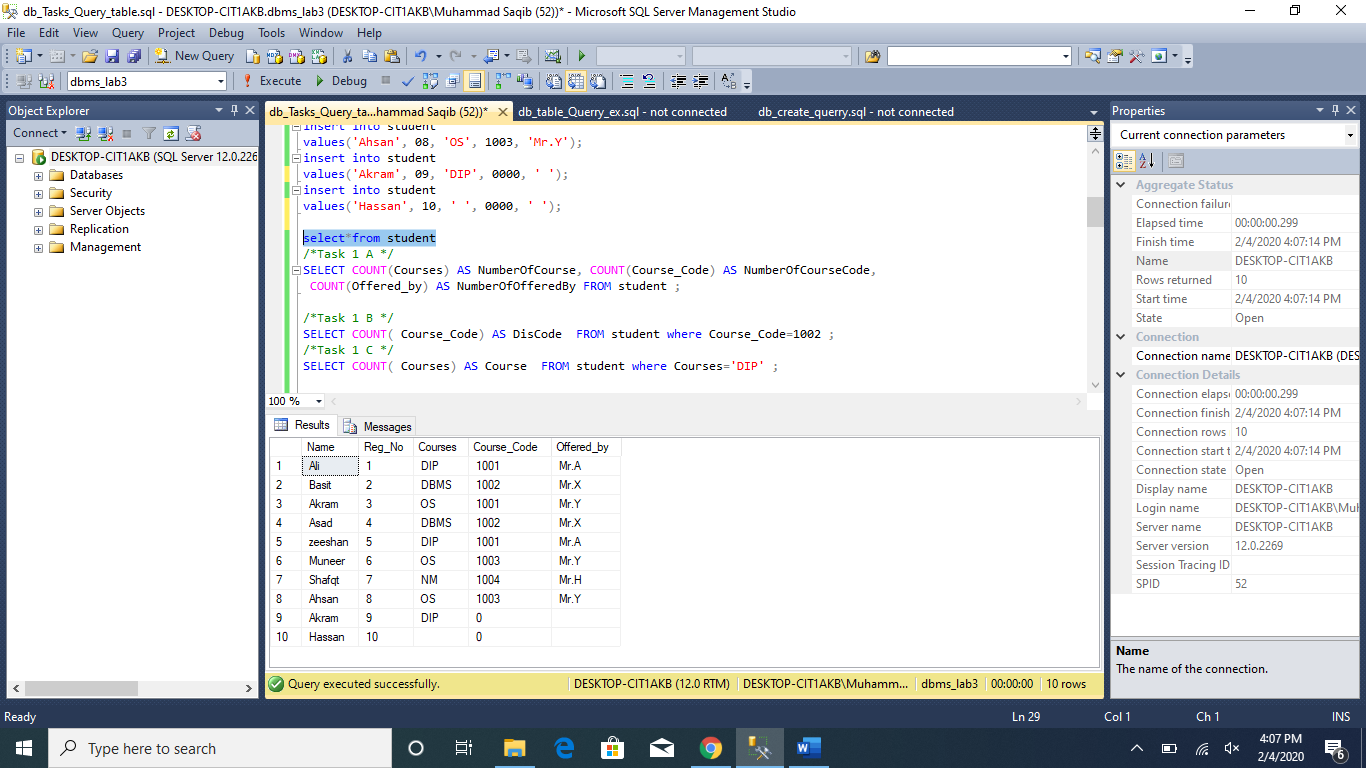 db_Tasks_Query_table.sql - DESKTOP-CIT1AKB.dbms_lab3 (DESKTOP-CIT1AKB\Muhammad Saqib (52))* - Microsoft SQL Server Management Studio
File Edit View Query Project Debug Tools Window Help
New Query
dbms_lab3 Execute Debug
Object Explorer
Connect
DESKTOP-CIT1AKB (SQL Server 12.0.226
Databases
Security
Server Objects
Replication
Management
db_Tasks_Query_ta...hammad Saqib (52))* db_table_Querry_ex.sql - not connected db_create_querry.sql - not connected
insert into student
values('Ahsan', 08, 'OS', 1003, 'Mr.Y');
insert into student
values('Akram', 09, 'DIP', 0000, ' ');
insert into student
values('Hassan', 10, ' ', 0000, ' ');
select*from student
/*Task 1 A */
SELECT COUNT(Courses) AS NumberOfCourse, COUNT(Course_Code) AS NumberOfCourseCode,
COUNT(Offered_by) AS NumberOfOfferedBy FROM student ;
/*Task 1 B */
SELECT COUNT( Course_Code) AS DisCode  FROM student where Course_Code=1002 ;
/*Task 1 C */
SELECT COUNT( Courses) AS Course  FROM student where Courses='DIP' ;
100 %
Results Messages
Name Reg_No Courses Course_Code Offered_by
1 Ali 1 DIP 1001 Mr.A
2 Basit 2 DBMS 1002 Mr.X
3 Akram 3 OS 1001 Mr.Y
4 Asad 4 DBMS 1002 Mr.X
5 zeeshan 5 DIP 1001 Mr.A
6 Muneer 6 OS 1003 Mr.Y
7 Shafqt 7 NM 1004 Mr.H
8 Ahsan 8 OS 1003 Mr.Y
9 Akram 9 DIP 0
10 Hassan 10 0
Query executed successfully. DESKTOP-CIT1AKB (12.0 RTM) DESKTOP-CIT1AKB\Muhamm... dbms_lab3 00:00:00 10 rows
Properties
Current connection parameters
Aggregate Status
Connection failure
Elapsed time 00:00:00.299
Finish time 2/4/2020 4:07:14 PM
Name DESKTOP-CIT1AKB
Rows returned 10
Start time 2/4/2020 4:07:14 PM
State Open
Connection
Connection name DESKTOP-CIT1AKB (DES
Connection Details
Connection elapse 00:00:00.299
Connection finish 2/4/2020 4:07:14 PM
Connection rows 10
Connection start t 2/4/2020 4:07:14 PM
Connection state Open
Display name DESKTOP-CIT1AKB
Login name DESKTOP-CIT1AKB\Muh
Server name DESKTOP-CIT1AKB
Server version 12.0.2269
Session Tracing ID
SPID 52
Name
The name of the connection.
Ready Ln 29 Col 1 Ch 1 INS
Type here to search
4:07 PM
2/4/2020
6